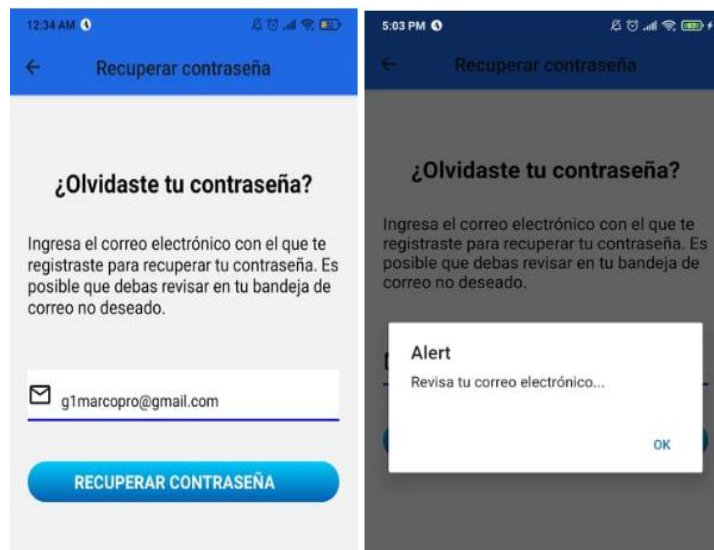 12:34 AM
Recuperar contraseña
¿Olvidaste tu contraseña?
Ingresa el correo electrónico con el que te
registraste para recuperar tu contraseña. Es
posible que debas revisar en tu bandeja de
correo no deseado.
g1marcopro@gmail.com
RECUPERAR CONTRASEÑA
5:03 PM
Recuperar contraseña
¿Olvidaste tu contraseña?
Ingresa el correo electrónico con el que te
registraste para recuperar tu contraseña. Es
posible que debas revisar en tu bandeja de
correo no deseado.
Alert
Revisa tu correo electrónico...
OK